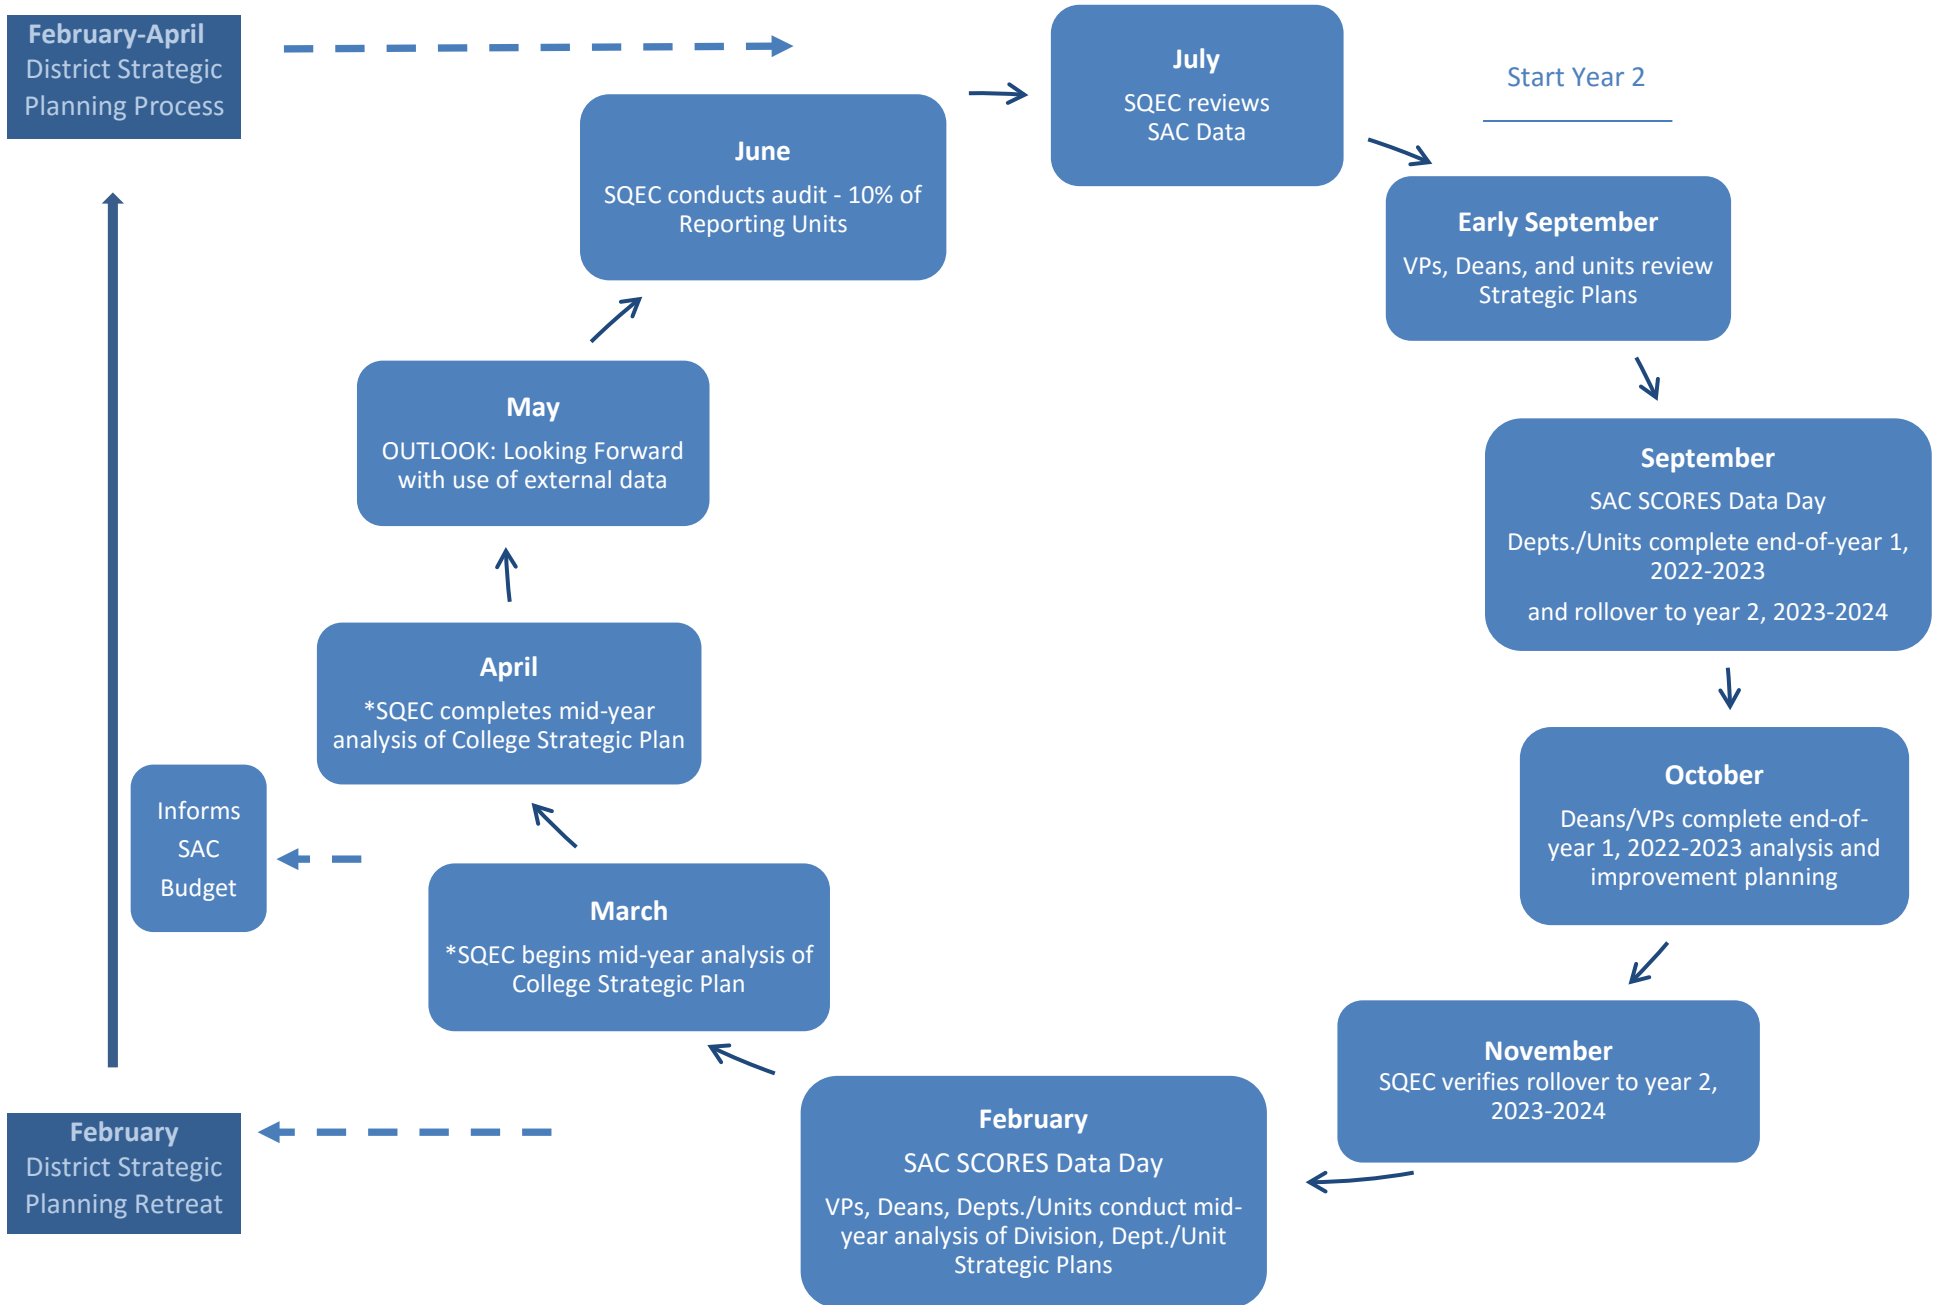 February-April
District Strategic
Planning Process
July
SQEC reviews
SAC Data
Start Year 2
June
SQEC conducts audit - 10% of
Reporting Units
Early September
VPs, Deans, and units review
Strategic Plans
May
OUTLOOK: Looking Forward
with use of external data
September
SAC SCORES Data Day
Depts./Units complete end-of-year 1,
2022-2023
and rollover to year 2, 2023-2024
April
*SQEC completes mid-year
analysis of College Strategic Plan
October
Deans/VPs complete end-of-
year 1, 2022-2023 analysis and
improvement planning
Informs
SAC
Budget
March
*SQEC begins mid-year analysis of
College Strategic Plan
November
SQEC verifies rollover to year 2,
2023-2024
February
SAC SCORES Data Day
VPs, Deans, Depts./Units conduct mid-
year analysis of Division, Dept./Unit
Strategic Plans
February
District Strategic
Planning Retreat